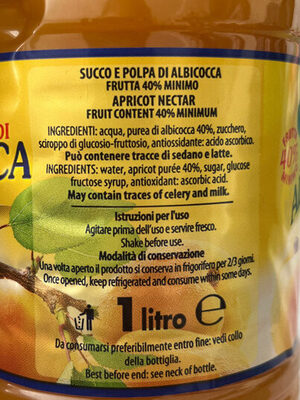 SUCCO E POLPA DI ALBICOCCA
FRUTTA 40% MINIMO
APRICOT NECTAR
FRUIT CONTENT 40% MINIMUM
INGREDIENTI: acqua, purea di albicocca 40%, zucchero,
sciroppo di glucosio-fruttosio, antiossidante: acido ascorbico.
Può contenere tracce di sedano e latte.
INGREDIENTS: water, apricot purée 40%, sugar, glucose
fructose syrup, antioxidant: ascorbic acid.
May contain traces of celery and milk.
Istruzioni per l'uso
Agitare prima dell'uso e servire fresco.
Shake before use.
Modalità di conservazione
Una volta aperto il prodotto si conserva in frigorifero per 2/3 giorni.
Once opened, keep refrigerated and consume within some days.
1 litro ℮
Da consumarsi preferibilmente entro fine: vedi collo
della bottiglia.
Best before end: see neck of bottle.
DI
CA